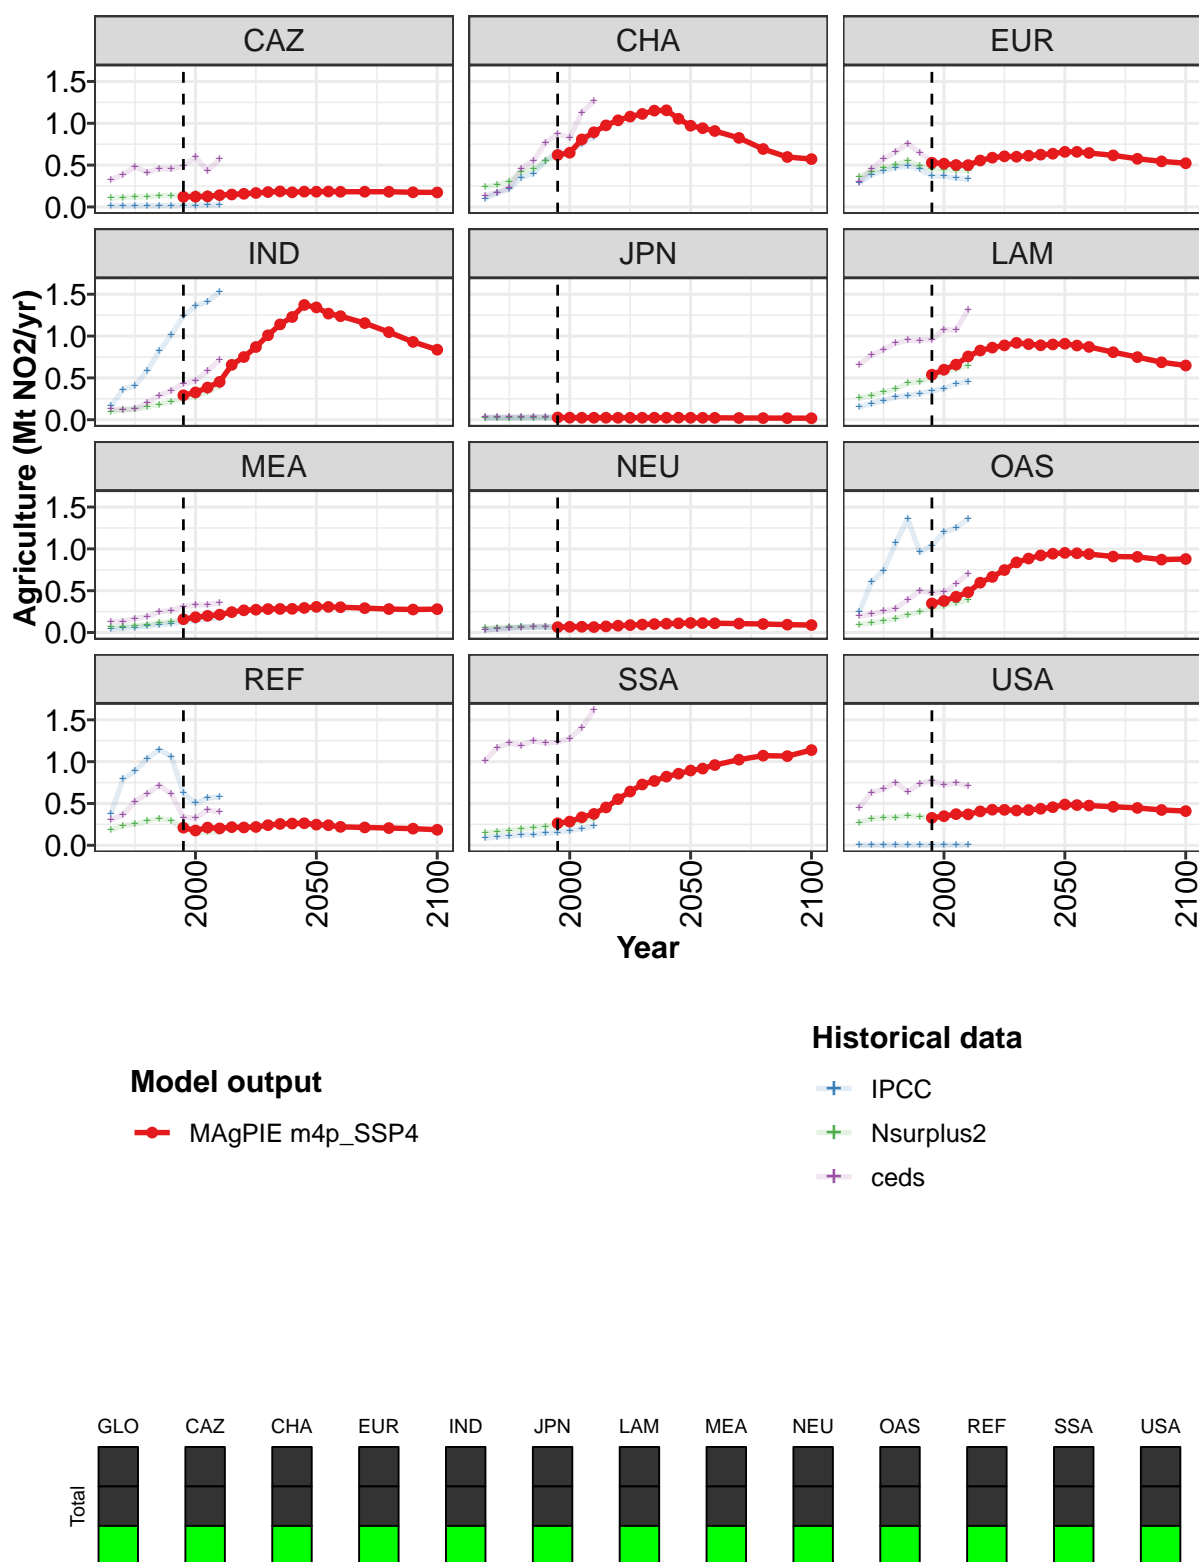 CAZ CHA EUR
1.5
1.0
0.5
0.0
IND JPN LAM
1.5
1.0
0.5
0.0
MEA NEU OAS
1.5
1.0
0.5
0.0
REF SSA USA
1.5
1.0
0.5
0.0
Agriculture (Mt NO2/yr)
2000 2050 2100 2000 2050 2100 2000 2050 2100
Year
Model output
MAgPIE m4p_SSP4
Historical data
IPCC
Nsurplus2
ceds
GLO CAZ CHA EUR IND JPN LAM MEA NEU OAS REF SSA USA
Total